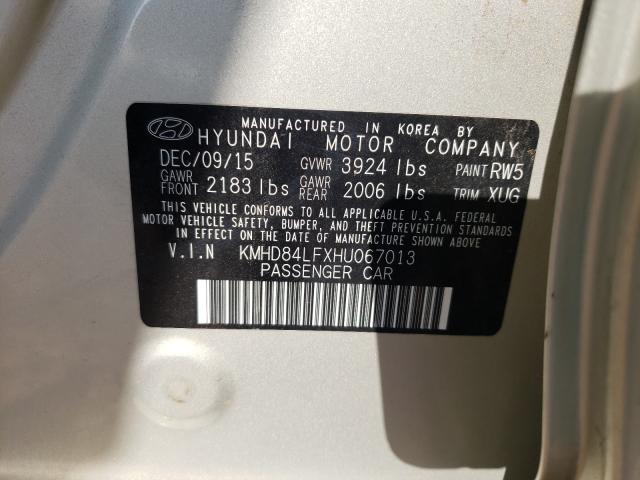 MANUFACTURED IN KOREA BY
HYUNDAI MOTOR COMPANY
DEC/09/15 GVWR 3924 lbs PAINT RW5
GAWR FRONT 2183 lbs GAWR REAR 2006 lbs TRIM XUG
THIS VEHICLE CONFORMS TO ALL APPLICABLE U.S.A. FEDERAL
MOTOR VEHICLE SAFETY, BUMPER, AND THEFT PREVENTION STANDARDS
IN EFFECT ON THE DATE OF MANUFACTURE SHOWN ABOVE.
V.I.N KMHD84LFXHU067013
PASSENGER CAR